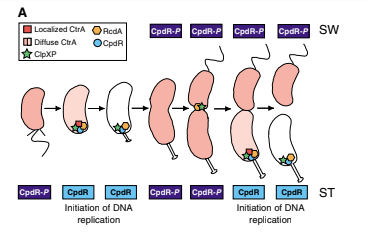 A
Localized CtrA
RcdA
Diffuse CtrA
CpdR
ClpXP
CpdR-P
CpdR-P
CpdR-P
CpdR-P
SW
CpdR-P
CpdR
CpdR
CpdR-P
CpdR-P
CpdR
CpdR
ST
Initiation of DNA
replication
Initiation of DNA
replication